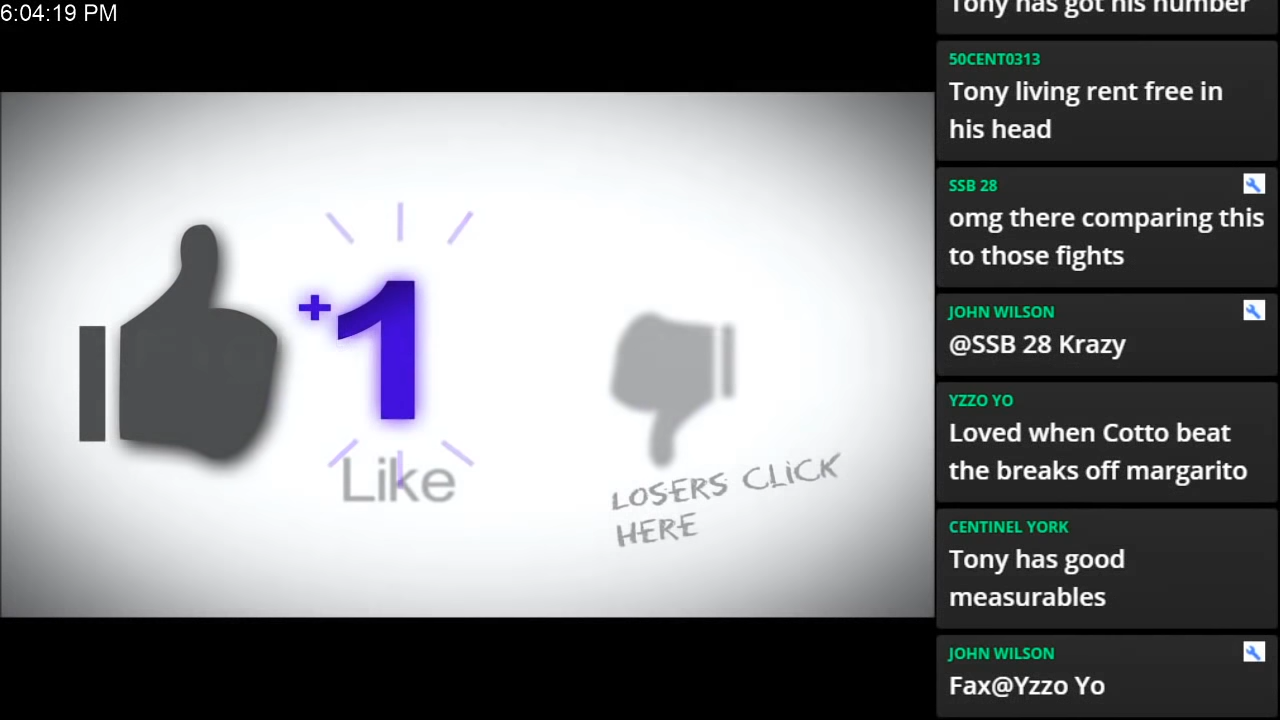 6:04:19 PM
+1
Like
LOSERS CLICK
HERE
Tony has got his number
50CENT0313
Tony living rent free in
his head
SSB 28
omg there comparing this
to those fights
JOHN WILSON
@SSB 28 Krazy
YZZO YO
Loved when Cotto beat
the breaks off margarito
CENTINEL YORK
Tony has good
measurables
JOHN WILSON
Fax@Yzzo Yo